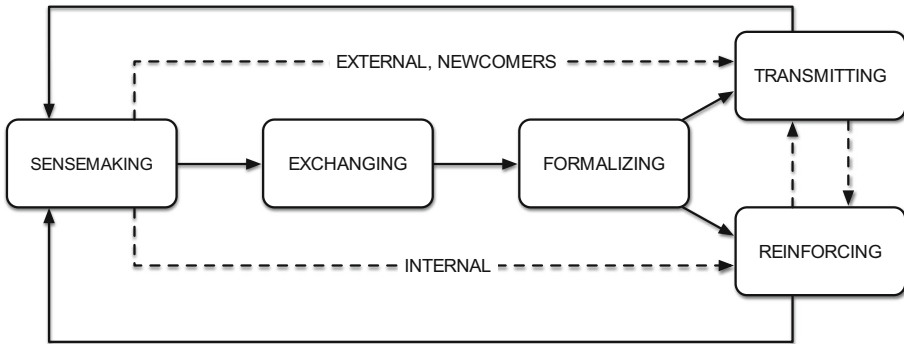 EXTERNAL, NEWCOMERS
TRANSMITTING
SENSEMAKING
EXCHANGING
FORMALIZING
REINFORCING
INTERNAL